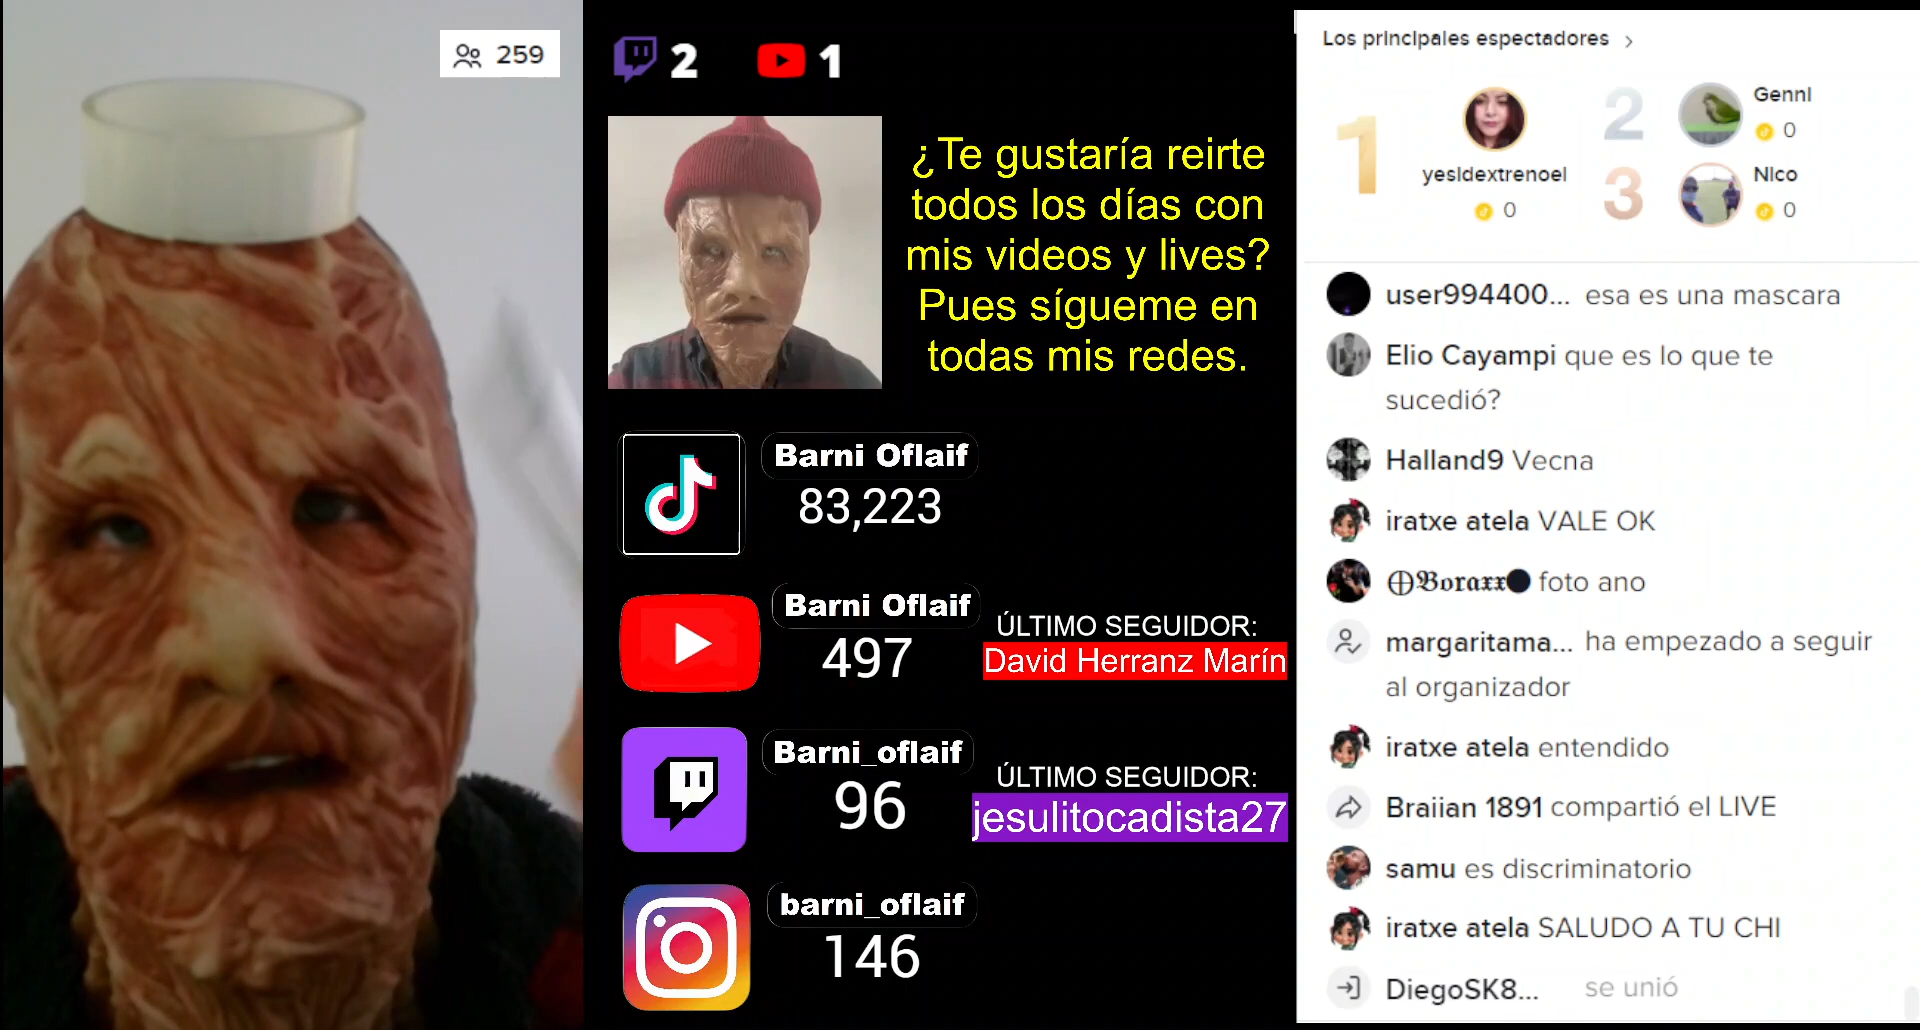 259
2
1
¿Te gustaría reirte
todos los días con
mis videos y lives?
Pues sígueme en
todas mis redes.
Barni Oflaif
83,223
Barni Oflaif
497
ÚLTIMO SEGUIDOR:
David Herranz Marín
Barni_oflaif
96
ÚLTIMO SEGUIDOR:
jesulitocadista27
barni_oflaif
146
Los principales espectadores
1
yesidextrenoel
0
2
Genni
0
3
Nico
0
user994400... esa es una mascara
Elio Cayampi que es lo que te
sucedió?
Halland9 Vecna
iratxe atela VALE OK
⨁𝕭𝖔𝖗𝖆𝖝𝖝● foto ano
margaritama... ha empezado a seguir
al organizador
iratxe atela entendido
Braiian 1891 compartió el LIVE
samu es discriminatorio
iratxe atela SALUDO A TU CHI
DiegoSK8... se unió